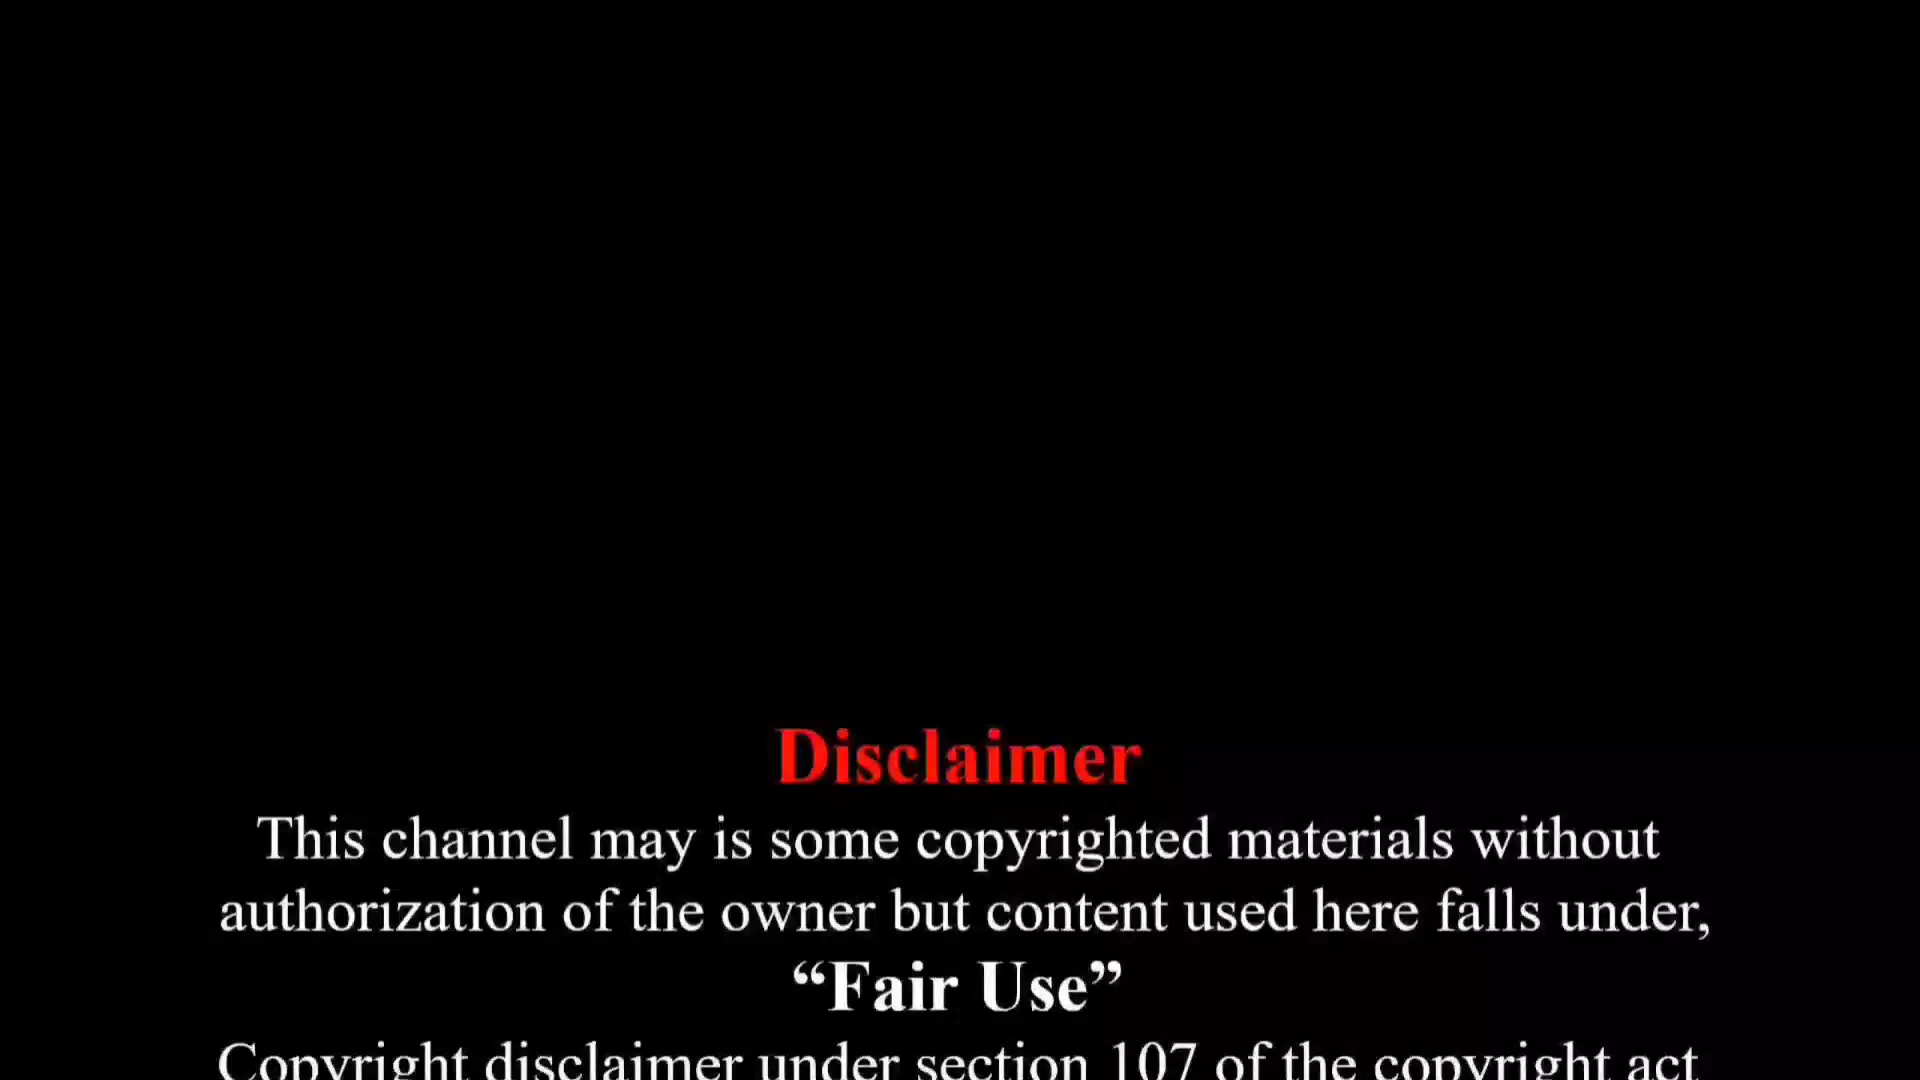 Disclaimer
This channel may is some copyrighted materials without
authorization of the owner but content used here falls under,
“Fair Use”
Copyright disclaimer under section 107 of the copyright act